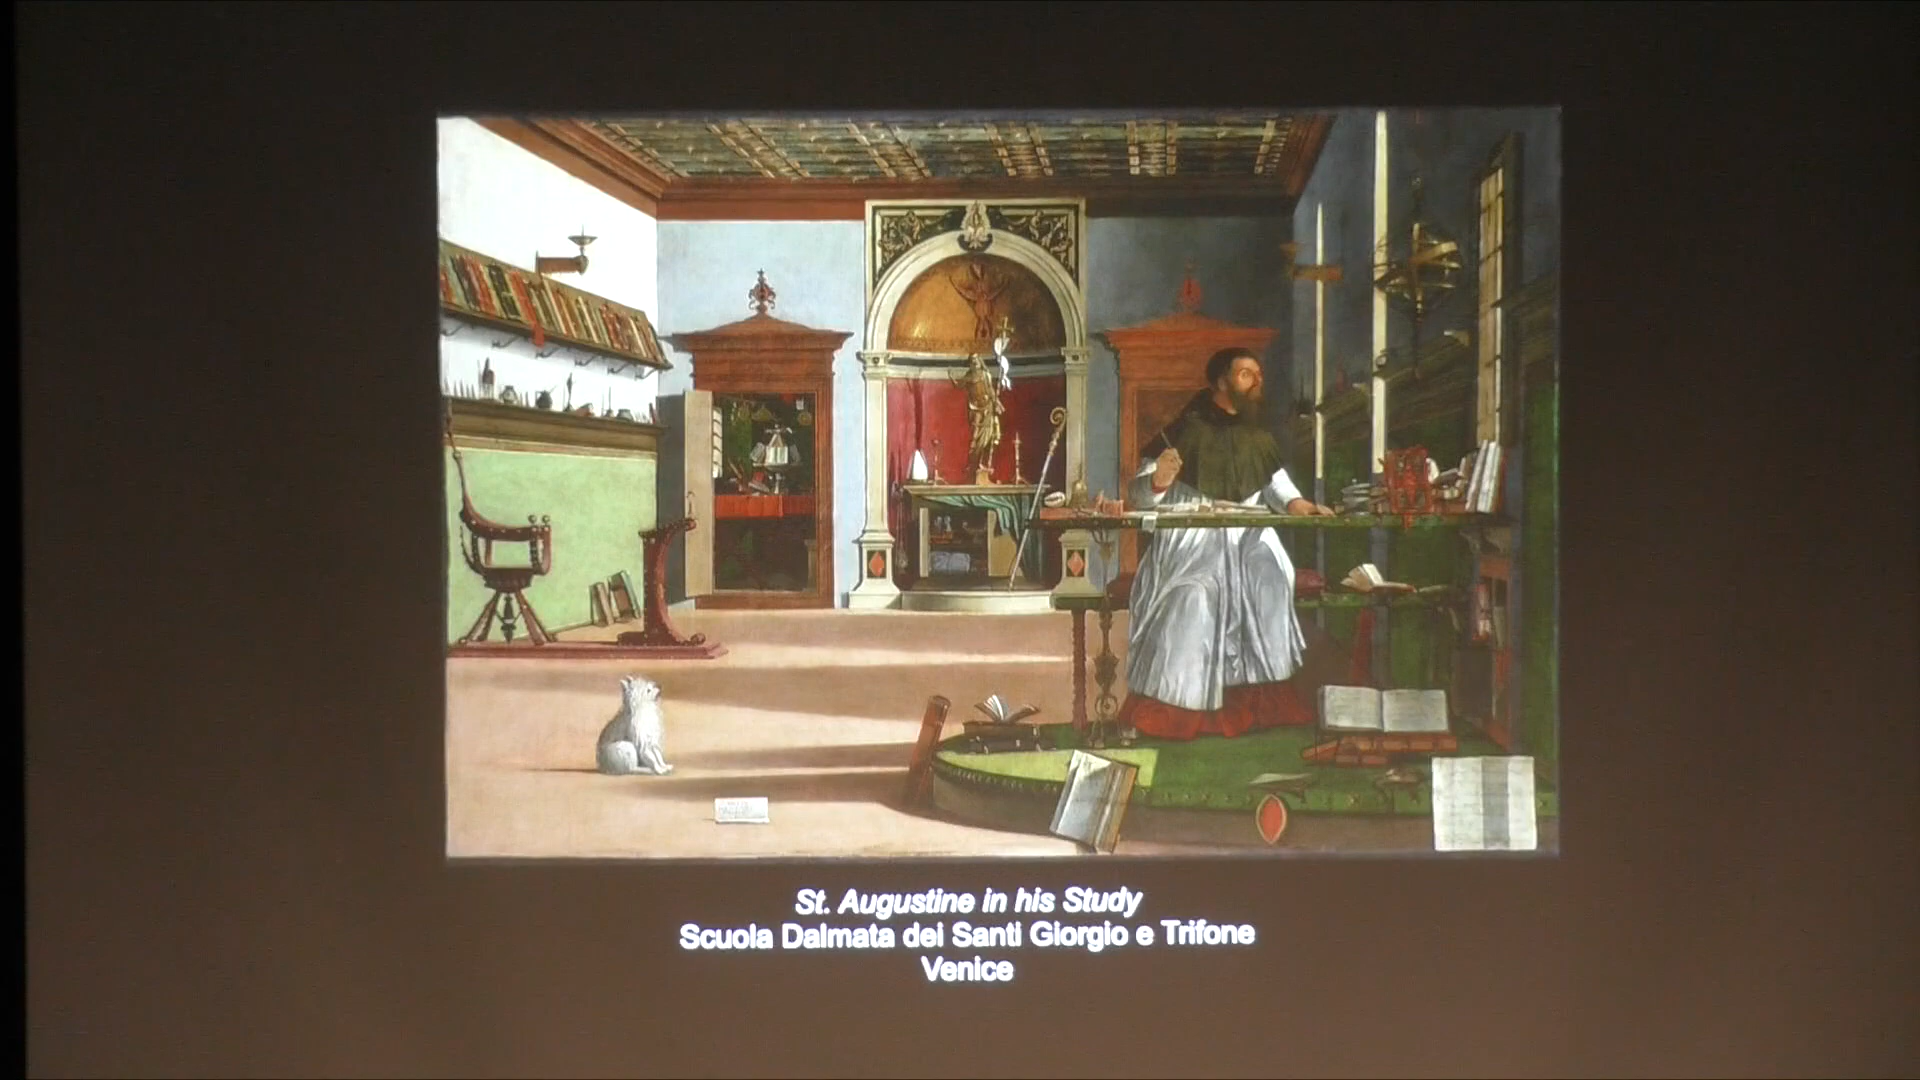 St. Augustine in his Study
Scuola Dalmata dei Santi Giorgio e Trifone
Venice